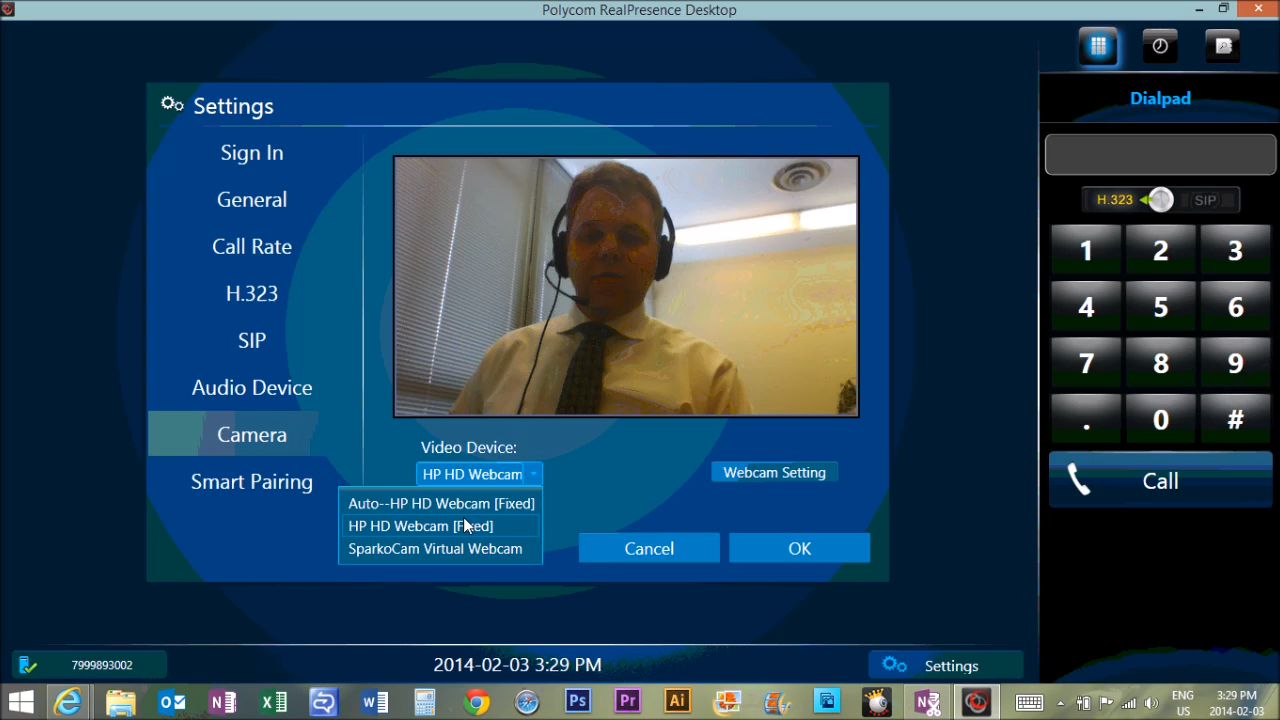 Polycom RealPresence Desktop
Settings
Sign In
General
Call Rate
H.323
SIP
Audio Device
Camera
Smart Pairing
Video Device:
HP HD Webcam
Webcam Setting
Auto--HP HD Webcam [Fixed]
HP HD Webcam [Fixed]
SparkoCam Virtual Webcam
Cancel
OK
Dialpad
H.323
SIP
1 2 3
4 5 6
7 8 9
. 0 #
Call
7999893002
2014-02-03 3:29 PM
Settings
Ps
Pr
Ai
ENG
US
3:29 PM
2014-02-03